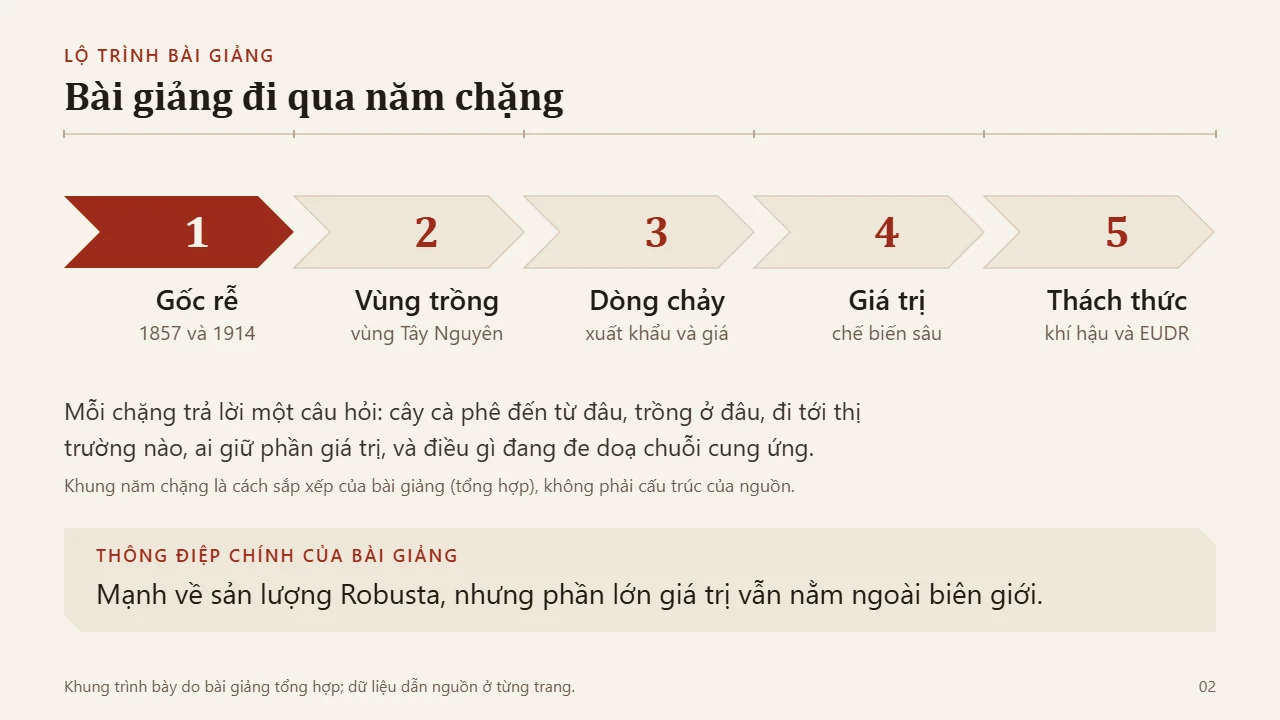 LỘ TRÌNH BÀI GIẢNG
Bài giảng đi qua năm chặng
1
2
3
4
5
Gốc rễ
1857 và 1914
Vùng trồng
vùng Tây Nguyên
Dòng chảy
xuất khẩu và giá
Giá trị
chế biến sâu
Thách thức
khí hậu và EUDR
Mỗi chặng trả lời một câu hỏi: cây cà phê đến từ đâu, trồng ở đâu, đi tới thị
trường nào, ai giữ phần giá trị, và điều gì đang đe doạ chuỗi cung ứng.
Khung năm chặng là cách sắp xếp của bài giảng (tổng hợp), không phải cấu trúc của nguồn.
THÔNG ĐIỆP CHÍNH CỦA BÀI GIẢNG
Mạnh về sản lượng Robusta, nhưng phần lớn giá trị vẫn nằm ngoài biên giới.
Khung trình bày do bài giảng tổng hợp; dữ liệu dẫn nguồn ở từng trang.
02